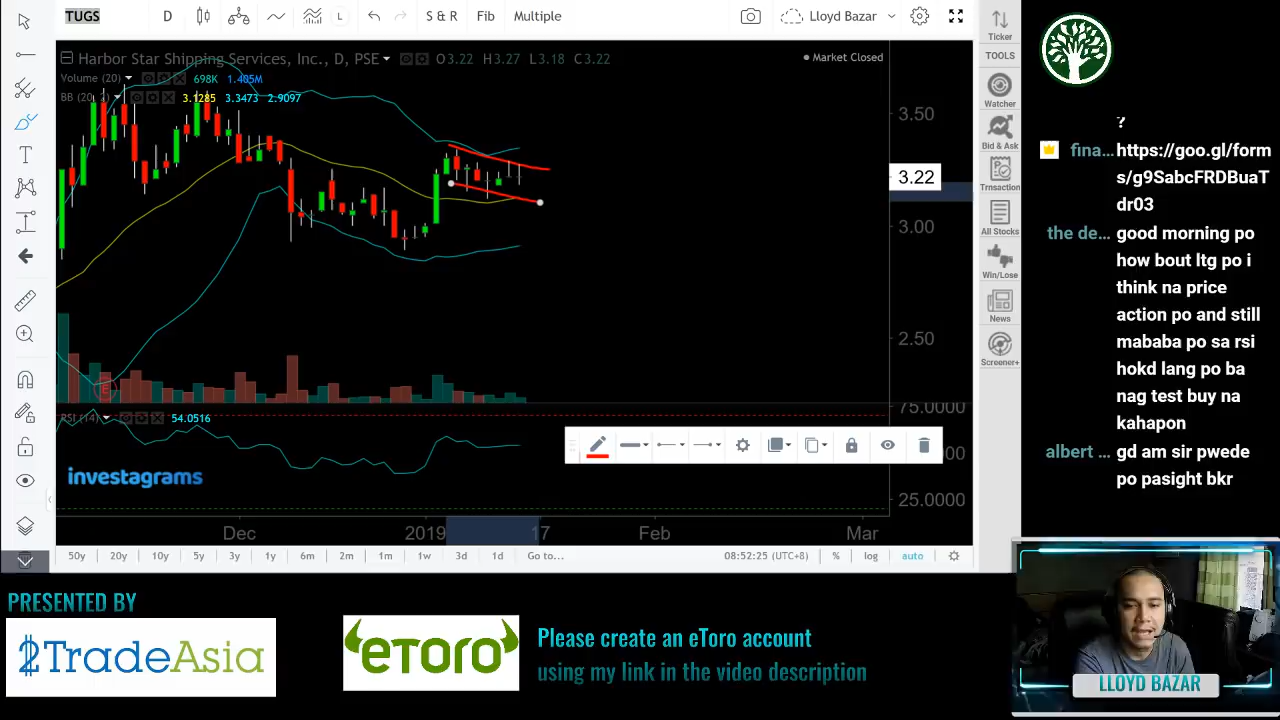 TUGS
D
L
S & R
Fib
Multiple
Lloyd Bazar
Ticker
TOOLS
Harbor Star Shipping Services, Inc., D, PSE
O3.22 H3.27 L3.18 C3.22
Market Closed
Volume (20)
698K 1.405M
BB (20, 2)
3.1285 3.3473 2.9097
3.50
3.22
3.00
2.50
E
RSI (14)
54.0516
75.0000
25.0000
investagrams
Dec
2019
17
Feb
Mar
50y
20y
10y
5y
3y
1y
6m
2m
1m
1w
3d
1d
Go to...
08:52:25 (UTC+8)
%
log
auto
Watcher
Bid & Ask
Trnsaction
All Stocks
Win/Lose
News
Screener+
?
fina... https://goo.gl/form
s/g9SabcFRDBuaT
dr03
the de... good morning po
how bout ltg po i
think na price
action po and still
mababa po sa rsi
hokd lang po ba
nag test buy na
kahapon
albert ... gd am sir pwede
po pasight bkr
PRESENTED BY
2TradeAsia
eToro
Please create an eToro account
using my link in the video description
LLOYD BAZAR